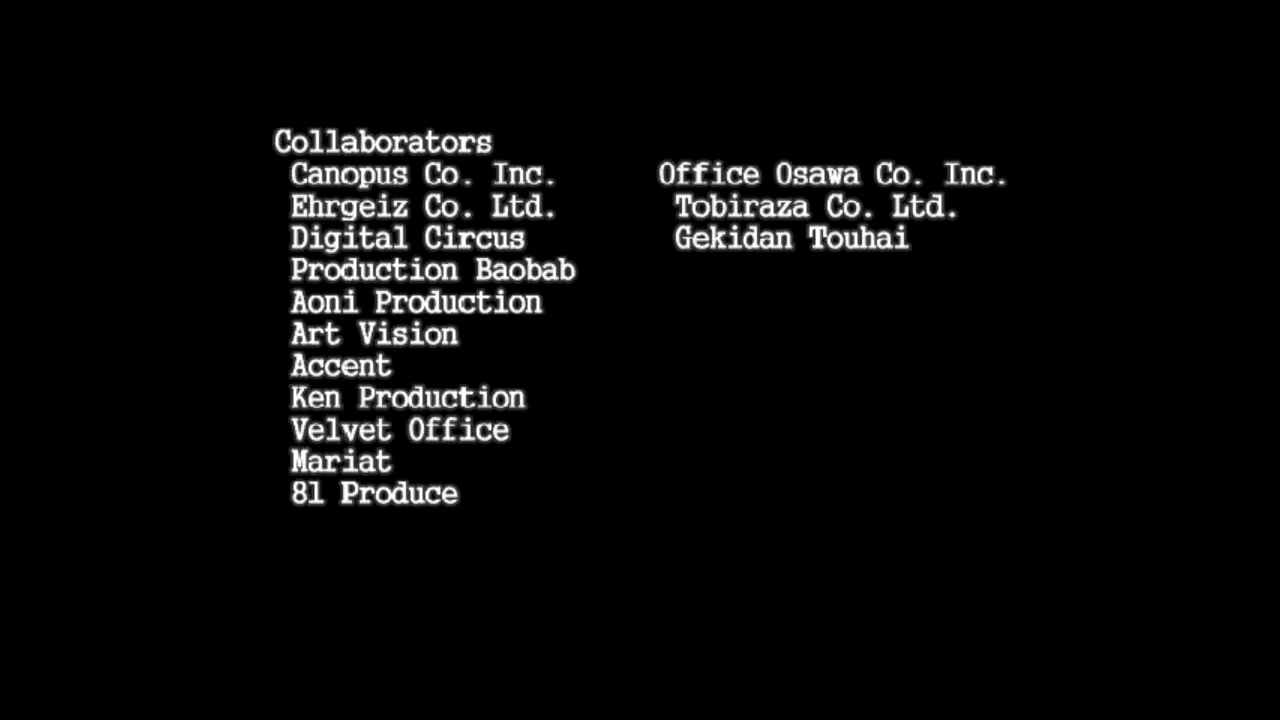 Collaborators
Canopus Co. Inc.
Ehrgeiz Co. Ltd.
Digital Circus
Production Baobab
Aoni Production
Art Vision
Accent
Ken Production
Velvet Office
Mariat
81 Produce
Office Osawa Co. Inc.
Tobiraza Co. Ltd.
Gekidan Touhai